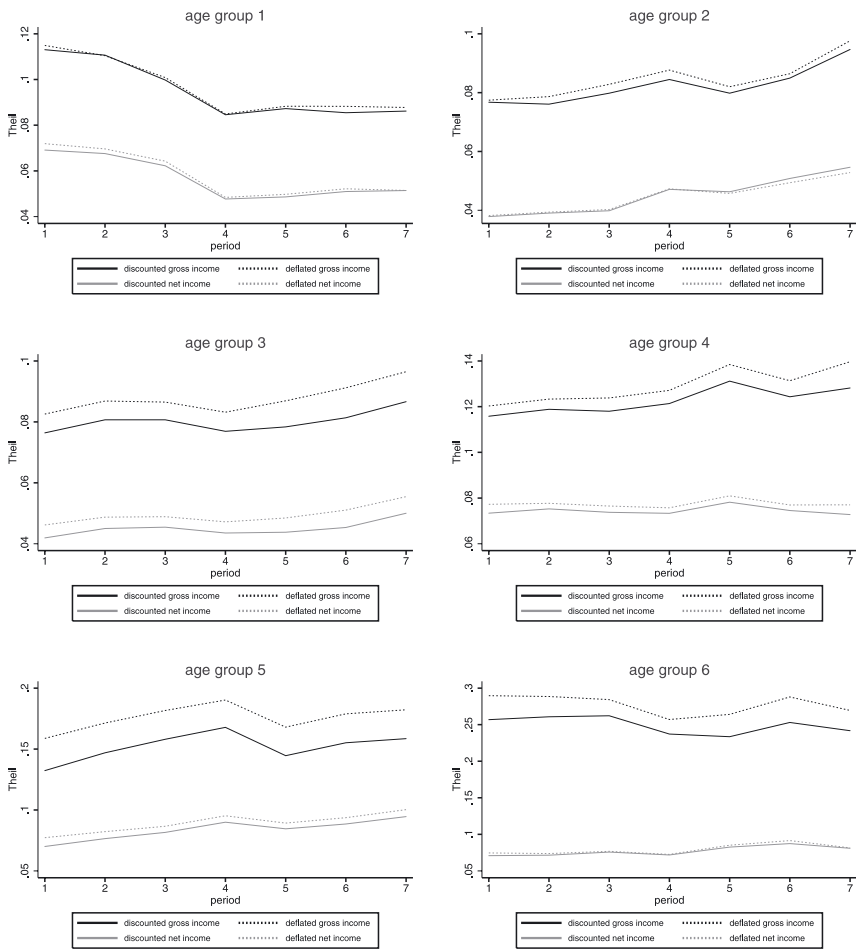 age group 1
Theil
.12
.1
.08
.06
.04
1 2 3 4 5 6 7
period
discounted gross income deflated gross income
discounted net income deflated net income
age group 2
Theil
.1
.08
.06
.04
1 2 3 4 5 6 7
period
discounted gross income deflated gross income
discounted net income deflated net income
age group 3
Theil
.1
.08
.06
.04
1 2 3 4 5 6 7
period
discounted gross income deflated gross income
discounted net income deflated net income
age group 4
Theil
.14
.12
.1
.08
.06
1 2 3 4 5 6 7
period
discounted gross income deflated gross income
discounted net income deflated net income
age group 5
Theil
.2
.15
.1
.05
1 2 3 4 5 6 7
period
discounted gross income deflated gross income
discounted net income deflated net income
age group 6
Theil
.3
.25
.2
.15
.1
.05
1 2 3 4 5 6 7
period
discounted gross income deflated gross income
discounted net income deflated net income